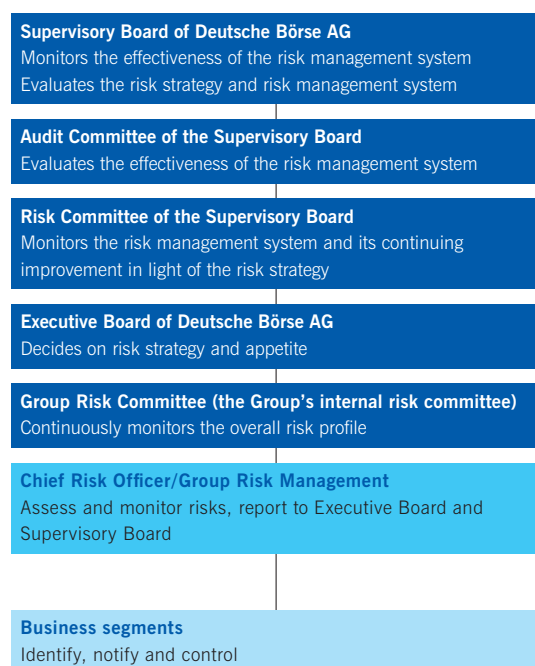 Supervisory Board of Deutsche Börse AG
Monitors the effectiveness of the risk management system
Evaluates the risk strategy and risk management system
Audit Committee of the Supervisory Board
Evaluates the effectiveness of the risk management system
Risk Committee of the Supervisory Board
Monitors the risk management system and its continuing
improvement in light of the risk strategy
Executive Board of Deutsche Börse AG
Decides on risk strategy and appetite
Group Risk Committee (the Group’s internal risk committee)
Continuously monitors the overall risk profile
Chief Risk Officer/Group Risk Management
Assess and monitor risks, report to Executive Board and
Supervisory Board
Business segments
Identify, notify and control